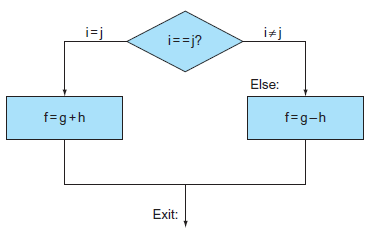 i=j
i==j?
i≠j
Else:
f=g+h
f=g–h
Exit: